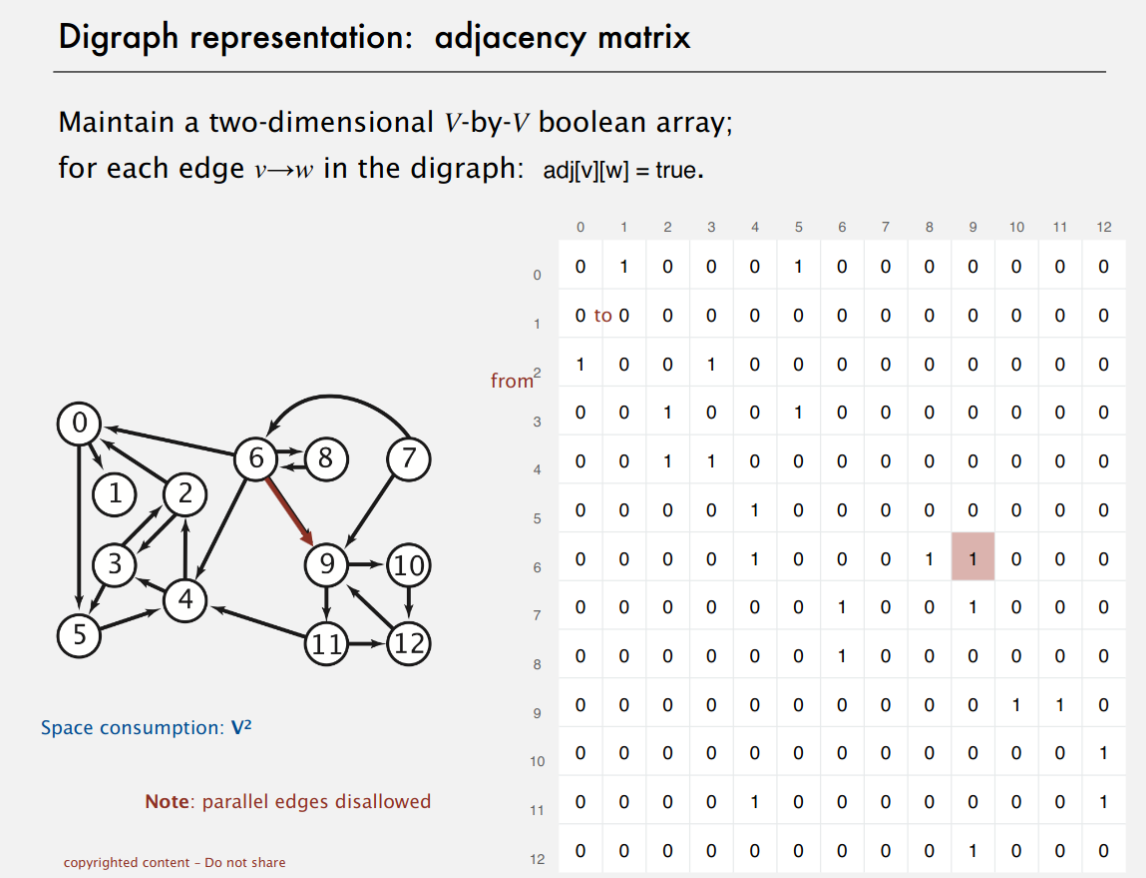 Digraph representation: adjacency matrix
Maintain a two-dimensional V-by-V boolean array;
for each edge v→w in the digraph: adj[v][w] = true.
0 1 2 3 4 5 6 7 8 9 10 11 12
0 0 1 0 0 0 1 0 0 0 0 0 0 0
1 0 to 0 0 0 0 0 0 0 0 0 0 0 0
from
2 1 0 0 1 0 0 0 0 0 0 0 0 0
3 0 0 1 0 0 1 0 0 0 0 0 0 0
4 0 0 1 1 0 0 0 0 0 0 0 0 0
5 0 0 0 0 1 0 0 0 0 0 0 0 0
6 0 0 0 0 1 0 0 0 1 1 0 0 0
7 0 0 0 0 0 0 1 0 0 1 0 0 0
8 0 0 0 0 0 0 1 0 0 0 0 0 0
9 0 0 0 0 0 0 0 0 0 0 1 1 0
10 0 0 0 0 0 0 0 0 0 0 0 0 1
11 0 0 0 0 1 0 0 0 0 0 0 0 1
12 0 0 0 0 0 0 0 0 0 1 0 0 0
0
6 8 7
1 2
3 9 10
4
5 11 12
Space consumption: V²
Note: parallel edges disallowed
copyrighted content – Do not share